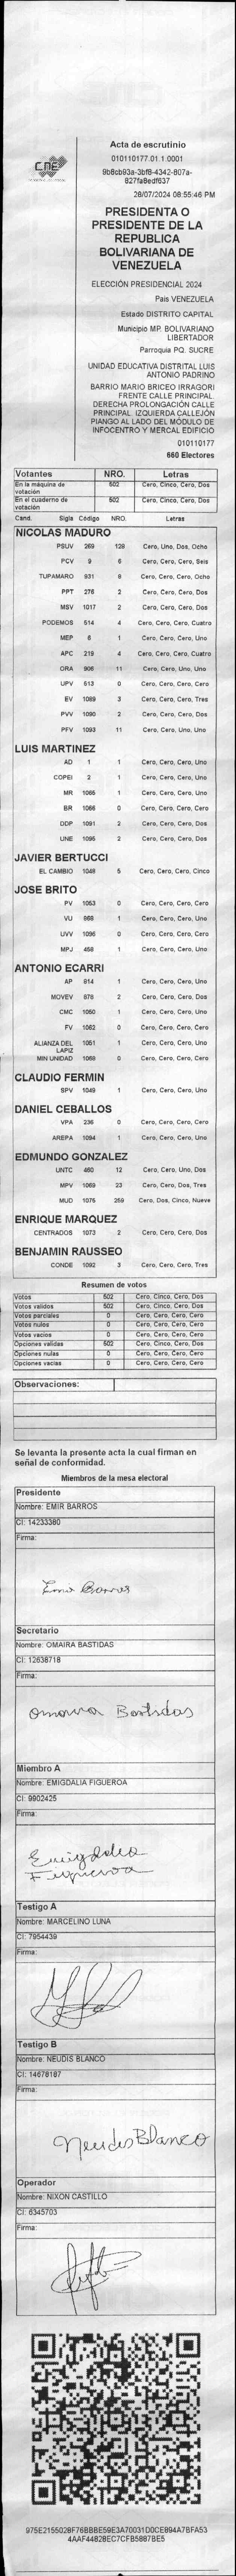 CNE
Acta de escrutinio
010110177.01.1.0001
9b8cb93a-3bf8-4342-807a-
827fa8edf637
28/07/2024 08:55:46 PM
PRESIDENTA O
PRESIDENTE DE LA
REPUBLICA
BOLIVARIANA DE
VENEZUELA
ELECCIÓN PRESIDENCIAL 2024
Pais VENEZUELA
Estado DISTRITO CAPITAL
Municipio MP. BOLIVARIANO
LIBERTADOR
Parroquia PQ. SUCRE
UNIDAD EDUCATIVA DISTRITAL LUIS
ANTONIO PADRINO
BARRIO MARIO BRICEO IRRAGORI
FRENTE CALLE PRINCIPAL.
DERECHA PROLONGACIÓN CALLE
PRINCIPAL. IZQUIERDA CALLEJÓN
PIANGO AL LADO DEL MÓDULO DE
INFOCENTRO Y MERCAL EDIFICIO
010110177
660 Electores
Votantes NRO. Letras
En la máquina de votación 502 Cero, Cinco, Cero, Dos
En el cuaderno de votación 502 Cero, Cinco, Cero, Dos
Cand. Sigla Código NRO. Letras
NICOLAS MADURO
PSUV 269 128 Cero, Uno, Dos, Ocho
PCV 9 6 Cero, Cero, Cero, Seis
TUPAMARO 931 8 Cero, Cero, Cero, Ocho
PPT 276 2 Cero, Cero, Cero, Dos
MSV 1017 2 Cero, Cero, Cero, Dos
PODEMOS 514 4 Cero, Cero, Cero, Cuatro
MEP 6 1 Cero, Cero, Cero, Uno
APC 219 4 Cero, Cero, Cero, Cuatro
ORA 906 11 Cero, Cero, Uno, Uno
UPV 513 0 Cero, Cero, Cero, Cero
EV 1089 3 Cero, Cero, Cero, Tres
PVV 1090 2 Cero, Cero, Cero, Dos
PFV 1093 11 Cero, Cero, Uno, Uno
LUIS MARTINEZ
AD 1 1 Cero, Cero, Cero, Uno
COPEI 2 1 Cero, Cero, Cero, Uno
MR 1065 1 Cero, Cero, Cero, Uno
BR 1066 0 Cero, Cero, Cero, Cero
DDP 1091 2 Cero, Cero, Cero, Dos
UNE 1095 2 Cero, Cero, Cero, Dos
JAVIER BERTUCCI
EL CAMBIO 1048 5 Cero, Cero, Cero, Cinco
JOSE BRITO
PV 1053 0 Cero, Cero, Cero, Cero
VU 868 1 Cero, Cero, Cero, Uno
UVV 1096 0 Cero, Cero, Cero, Cero
MPJ 458 1 Cero, Cero, Cero, Uno
ANTONIO ECARRI
AP 814 1 Cero, Cero, Cero, Uno
MOVEV 878 2 Cero, Cero, Cero, Dos
CMC 1050 1 Cero, Cero, Cero, Uno
FV 1062 0 Cero, Cero, Cero, Cero
ALIANZA DEL LAPIZ 1051 1 Cero, Cero, Cero, Uno
MIN UNIDAD 1068 0 Cero, Cero, Cero, Cero
CLAUDIO FERMIN
SPV 1049 1 Cero, Cero, Cero, Uno
DANIEL CEBALLOS
VPA 236 0 Cero, Cero, Cero, Cero
AREPA 1094 1 Cero, Cero, Cero, Uno
EDMUNDO GONZALEZ
UNTC 460 12 Cero, Cero, Uno, Dos
MPV 1069 23 Cero, Cero, Dos, Tres
MUD 1075 259 Cero, Dos, Cinco, Nueve
ENRIQUE MARQUEZ
CENTRADOS 1073 2 Cero, Cero, Cero, Dos
BENJAMIN RAUSSEO
CONDE 1092 3 Cero, Cero, Cero, Tres
Resumen de votos
Votos 502 Cero, Cinco, Cero, Dos
Votos validos 502 Cero, Cinco, Cero, Dos
Votos parciales 0 Cero, Cero, Cero, Cero
Votos nulos 0 Cero, Cero, Cero, Cero
Votos vacios 0 Cero, Cero, Cero, Cero
Opciones validas 502 Cero, Cinco, Cero, Dos
Opciones nulas 0 Cero, Cero, Cero, Cero
Opciones vacias 0 Cero, Cero, Cero, Cero
Observaciones:
Se levanta la presente acta la cual firman en
señal de conformidad.
Miembros de la mesa electoral
Presidente
Nombre: EMIR BARROS
CI: 14233380
Firma:
Emir Barros
Secretario
Nombre: OMAIRA BASTIDAS
CI: 12638718
Firma:
Omaira Bastidas
Miembro A
Nombre: EMIGDALIA FIGUEROA
CI: 9902425
Firma:
Emigdalia
Figueroa
Testigo A
Nombre: MARCELINO LUNA
CI: 7954439
Firma:
Testigo B
Nombre: NEUDIS BLANCO
CI: 14678187
Firma:
Neudis Blanco
Operador
Nombre: NIXON CASTILLO
CI: 6345703
Firma:
975E2155028F76BBBE59E3A70031D0CE894A7BFA53
4AAF44828EC7CFB5887BE5